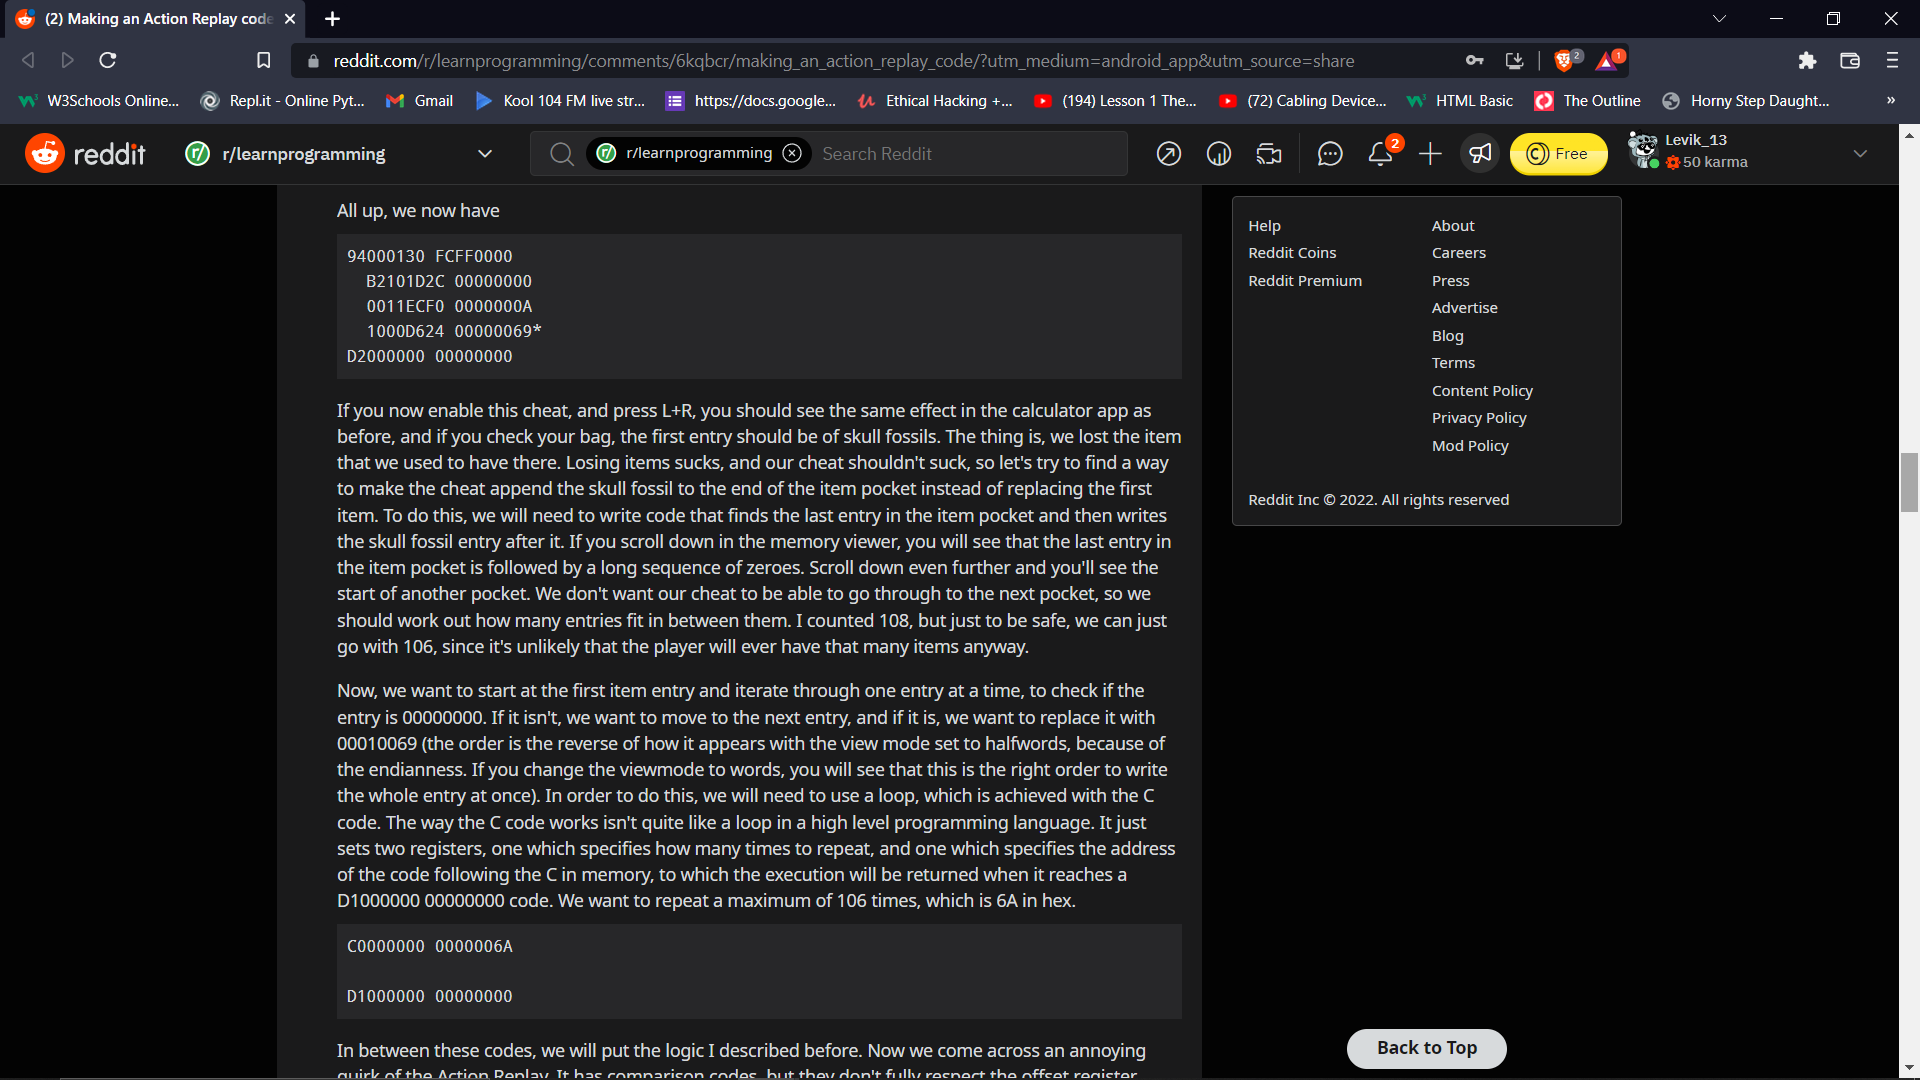 (2) Making an Action Replay code
reddit.com/r/learnprogramming/comments/6kqbcr/making_an_action_replay_code/?utm_medium=android_app&utm_source=share
2
1
W3Schools Online...
Repl.it - Online Pyt...
Gmail
Kool 104 FM live str...
https://docs.google...
Ethical Hacking +...
(194) Lesson 1 The...
(72) Cabling Device...
HTML Basic
The Outline
Horny Step Daught...
»
reddit
r/learnprogramming
r/learnprogramming
Search Reddit
2
Free
Levik_13
50 karma
All up, we now have
94000130 FCFF0000
B2101D2C 00000000
0011ECF0 0000000A
1000D624 00000069*
D2000000 00000000
If you now enable this cheat, and press L+R, you should see the same effect in the calculator app as
before, and if you check your bag, the first entry should be of skull fossils. The thing is, we lost the item
that we used to have there. Losing items sucks, and our cheat shouldn't suck, so let's try to find a way
to make the cheat append the skull fossil to the end of the item pocket instead of replacing the first
item. To do this, we will need to write code that finds the last entry in the item pocket and then writes
the skull fossil entry after it. If you scroll down in the memory viewer, you will see that the last entry in
the item pocket is followed by a long sequence of zeroes. Scroll down even further and you'll see the
start of another pocket. We don't want our cheat to be able to go through to the next pocket, so we
should work out how many entries fit in between them. I counted 108, but just to be safe, we can just
go with 106, since it's unlikely that the player will ever have that many items anyway.
Now, we want to start at the first item entry and iterate through one entry at a time, to check if the
entry is 00000000. If it isn't, we want to move to the next entry, and if it is, we want to replace it with
00010069 (the order is the reverse of how it appears with the view mode set to halfwords, because of
the endianness. If you change the viewmode to words, you will see that this is the right order to write
the whole entry at once). In order to do this, we will need to use a loop, which is achieved with the C
code. The way the C code works isn't quite like a loop in a high level programming language. It just
sets two registers, one which specifies how many times to repeat, and one which specifies the address
of the code following the C in memory, to which the execution will be returned when it reaches a
D1000000 00000000 code. We want to repeat a maximum of 106 times, which is 6A in hex.
C0000000 0000006A
D1000000 00000000
In between these codes, we will put the logic I described before. Now we come across an annoying
quirk of the Action Replay. It has comparison codes, but they don't fully respect the offset register.
Help
Reddit Coins
Reddit Premium
About
Careers
Press
Advertise
Blog
Terms
Content Policy
Privacy Policy
Mod Policy
Reddit Inc © 2022. All rights reserved
Back to Top